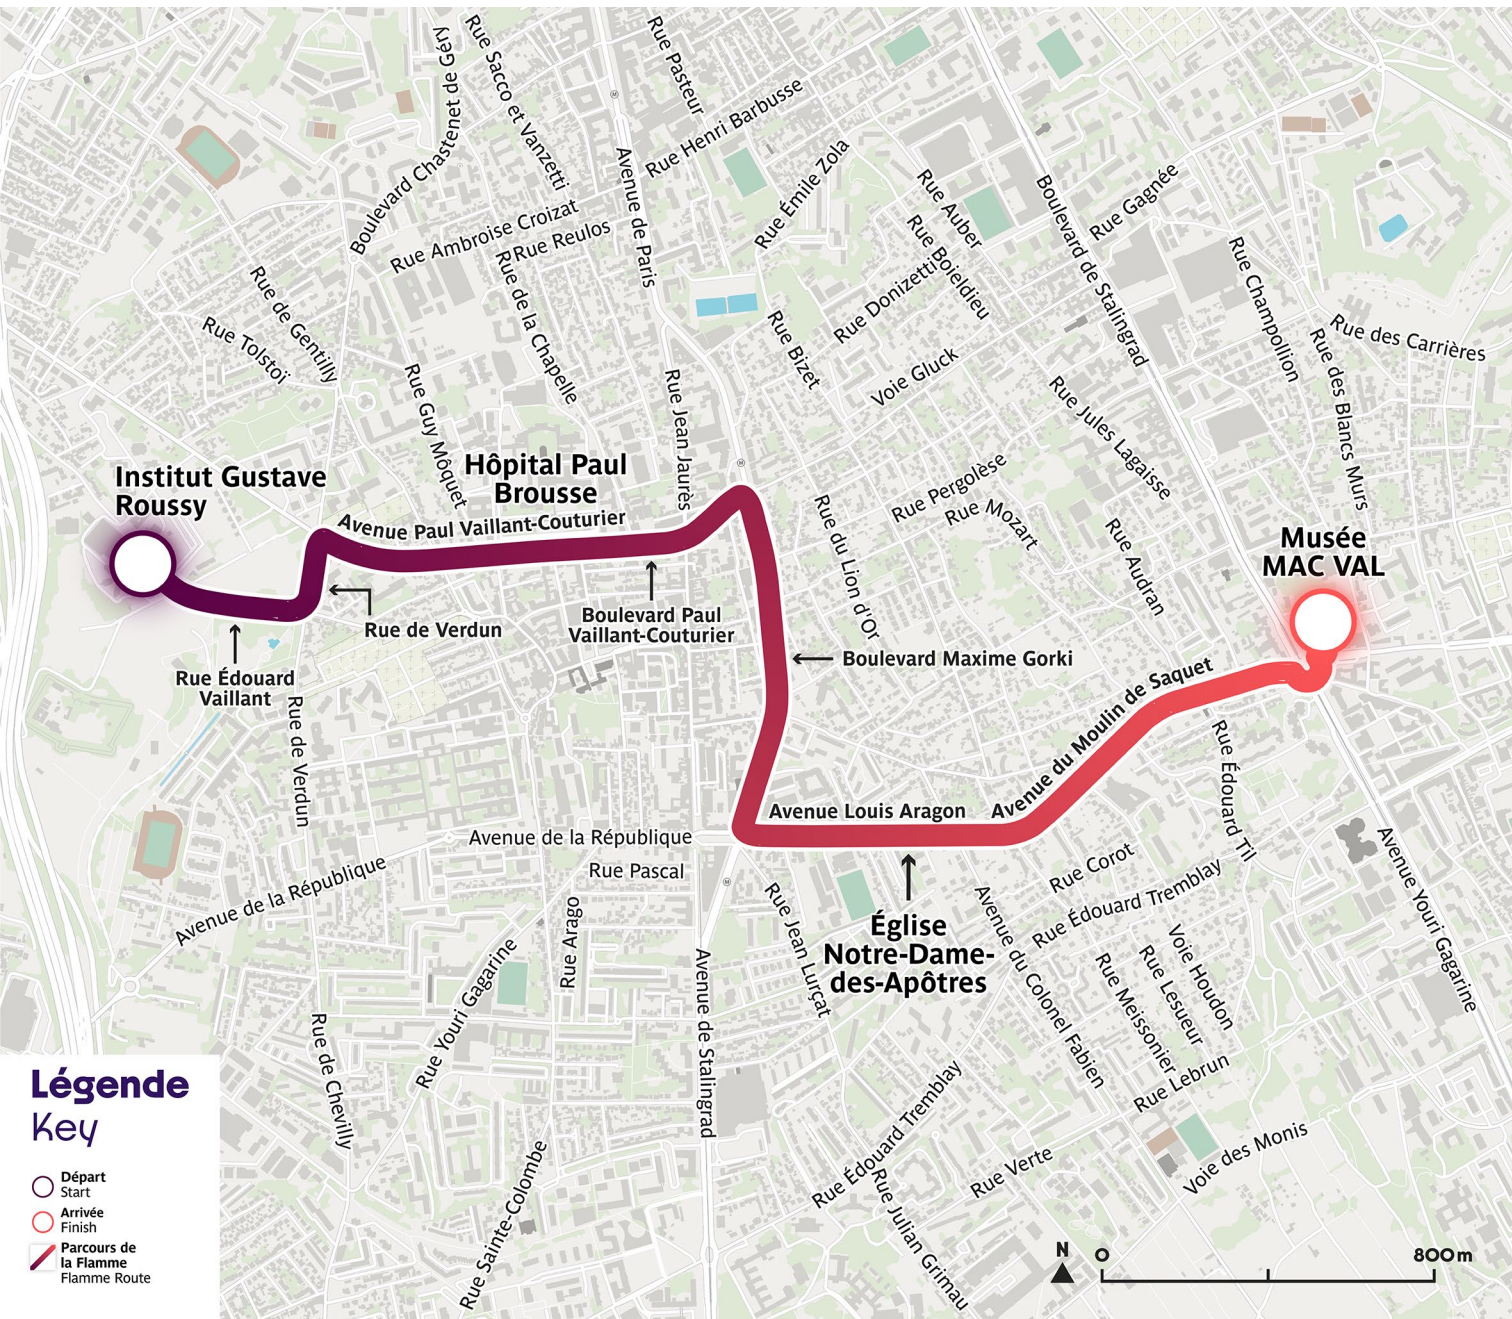 Rue Pasteur
Rue Sacco et Vanzetti
Boulevard Chastenet de Géry
Rue Henri Barbusse
Avenue de Paris
Rue Émile Zola
Rue Ambroise Croizat
Rue Reulos
Rue de la Chapelle
Rue Auber
Rue Boieldieu
Rue Donizetti
Boulevard de Stalingrad
Rue Gagnée
Rue Champollion
Rue des Carrières
Rue des Blancs Murs
Rue de Gentilly
Rue Tolstoï
Rue Guy Môquet
Rue Jean Jaurès
Rue Bizet
Voie Gluck
Rue Jules Lagaisse
Institut Gustave
Roussy
Hôpital Paul
Brousse
Avenue Paul Vaillant-Couturier
M
M
M
Rue Pergolèse
Rue Mozart
Rue du Lion d'Or
Rue Audran
Musée
MAC VAL
Boulevard Paul
Vaillant-Couturier
Rue de Verdun
Rue Édouard
Vaillant
Boulevard Maxime Gorki
Rue de Verdun
Avenue du Moulin de Saquet
Rue Édouard Til
Avenue Louis Aragon
Avenue de la République
Rue Pascal
Avenue de la République
Rue Corot
Rue Édouard Tremblay
Avenue Youri Gagarine
Église
Notre-Dame-
des-Apôtres
Rue Jean Lurçat
Avenue du Colonel Fabien
Rue Arago
Rue Youri Gagarine
Avenue de Stalingrad
Voie Houdon
Rue Lesueur
Rue Meissonier
Rue Lebrun
Rue de Chevilly
Rue Édouard Tremblay
Rue Verte
Voie des Monis
Rue Sainte-Colombe
Rue Julian Grimau
Légende
Key
Départ
Start
Arrivée
Finish
Parcours de
la Flamme
Flamme Route
N 0 800m